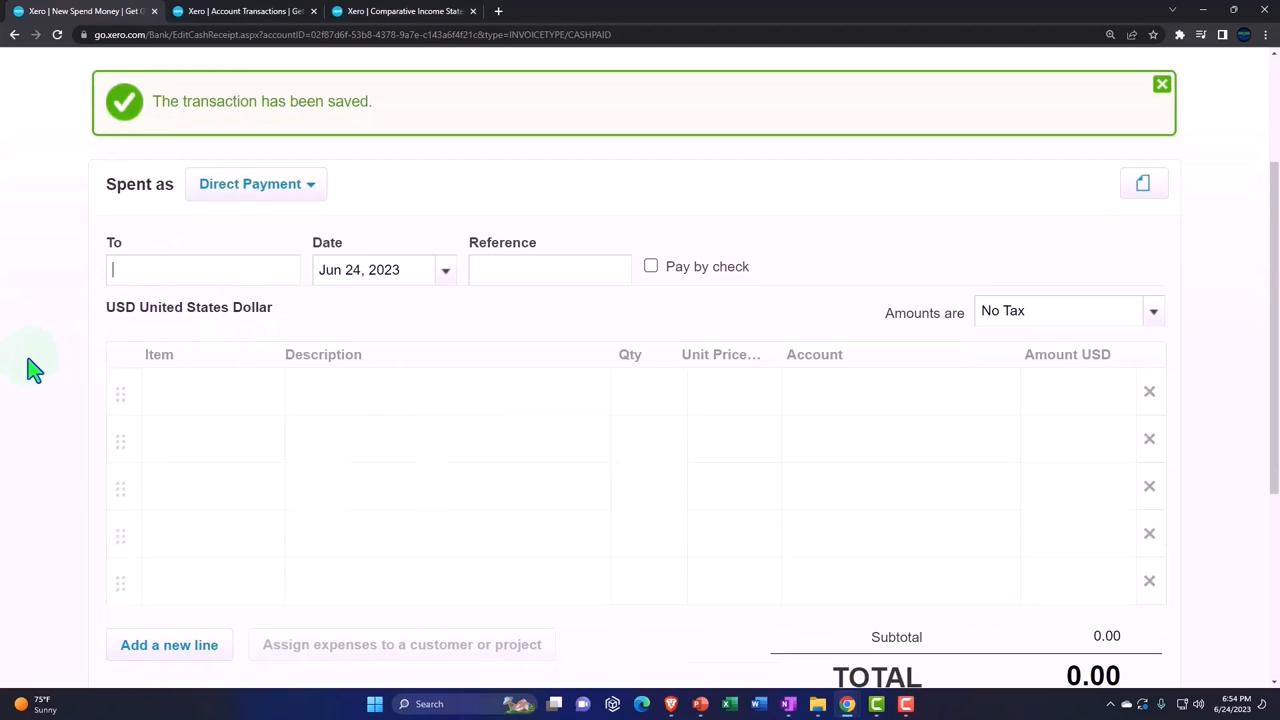 Xero | New Spend Money | Get G
Xero | Account Transactions | Get
Xero | Comparative Income State
go.xero.com/Bank/EditCashReceipt.aspx?accountID=02f87d6f-53b8-4378-9a7e-c143a6f4f21c&type=INVOICETYPE/CASHPAID
The transaction has been saved.
Spent as Direct Payment
To Date Reference
Jun 24, 2023 Pay by check
USD United States Dollar
Amounts are No Tax
Item Description Qty Unit Price... Account Amount USD
Add a new line Assign expenses to a customer or project
Subtotal 0.00
TOTAL 0.00
75°F
Sunny
Search
6:54 PM
6/24/2023